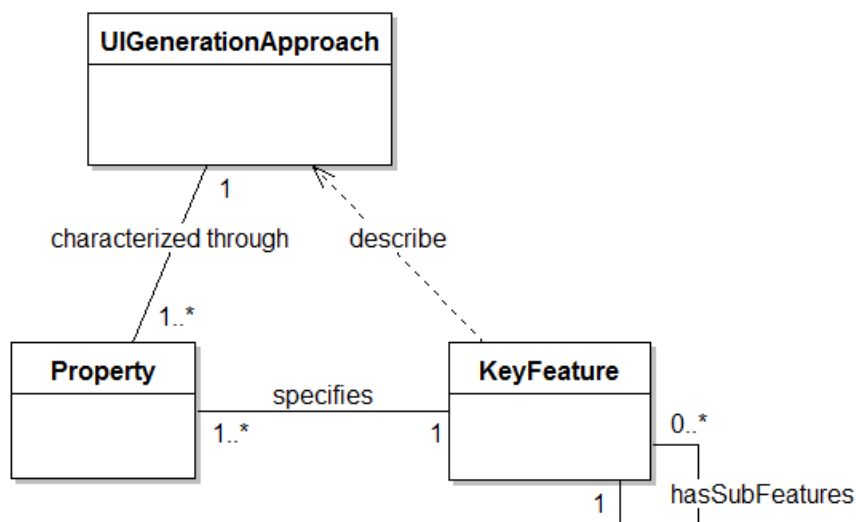 UIGenerationApproach
1
characterized through
describe
1..*
Property
KeyFeature
specifies
1..*
1
0..*
hasSubFeatures
1